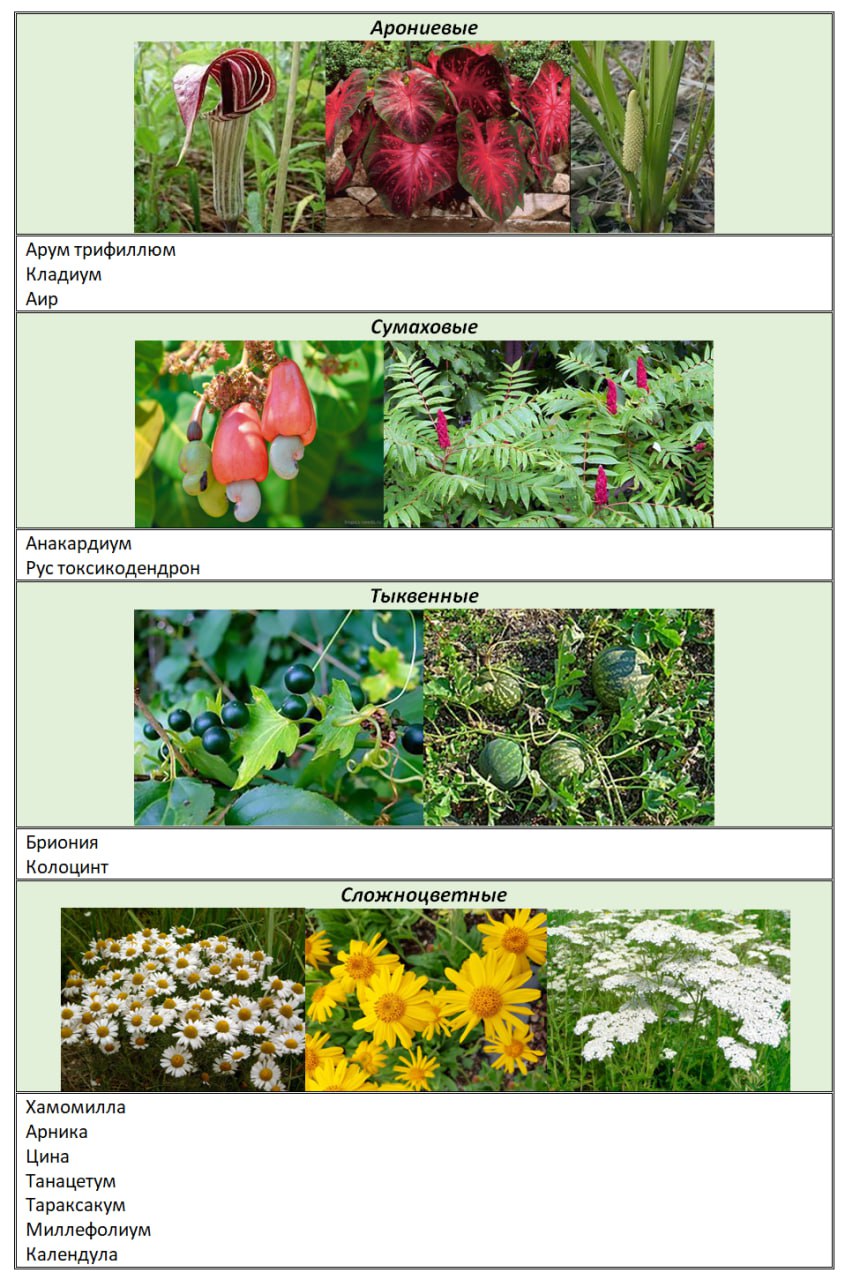 Арониевые
Арум трифиллюм
Кладиум
Аир
Сумаховые
Анакардиум
Рус токсикодендрон
Тыквенные
Бриония
Колоцинт
Сложноцветные
Хамомилла
Арника
Цина
Танацетум
Тараксакум
Миллефолиум
Календула